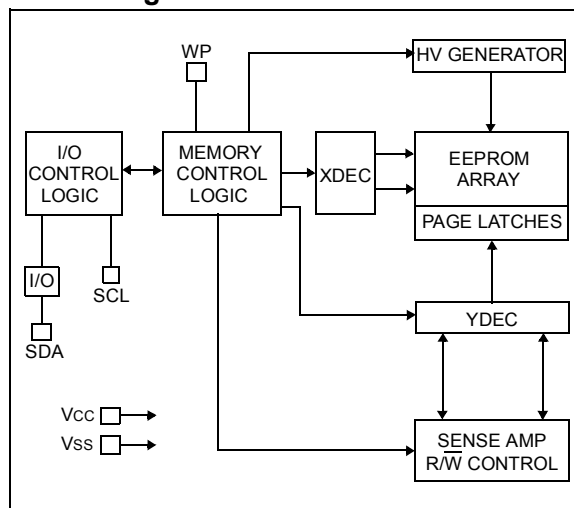 WP
HV GENERATOR
I/O
CONTROL
LOGIC
MEMORY
CONTROL
LOGIC
XDEC
EEPROM
ARRAY
PAGE LATCHES
I/O
SCL
SDA
YDEC
Vcc
Vss
SENSE AMP
R/W̅ CONTROL